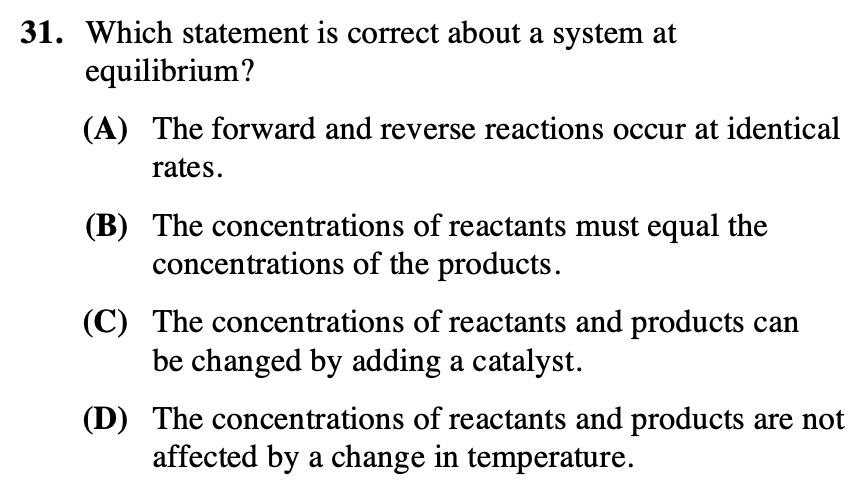 31. Which statement is correct about a system at
equilibrium?
(A) The forward and reverse reactions occur at identical
rates.
(B) The concentrations of reactants must equal the
concentrations of the products.
(C) The concentrations of reactants and products can
be changed by adding a catalyst.
(D) The concentrations of reactants and products are not
affected by a change in temperature.